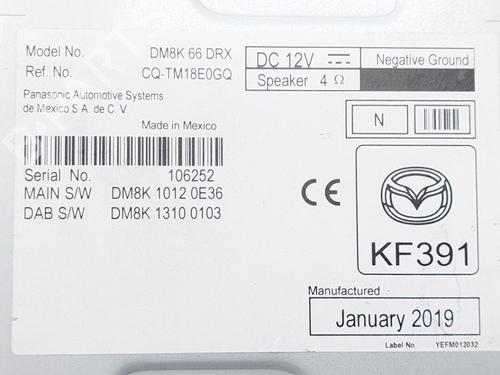 Model No. DM8K 66 DRX
Ref. No. CQ-TM18E0GQ
Panasonic Automotive Systems
de Mexico S.A. de C. V.
Made in Mexico
Serial No. 106252
MAIN S/W DM8K 1012 0E36
DAB S/W DM8K 1310 0103
DC 12V Negative Ground
Speaker 4 Ω
N
CE
KF391
Manufactured
January 2019
Label No. YEFM012032